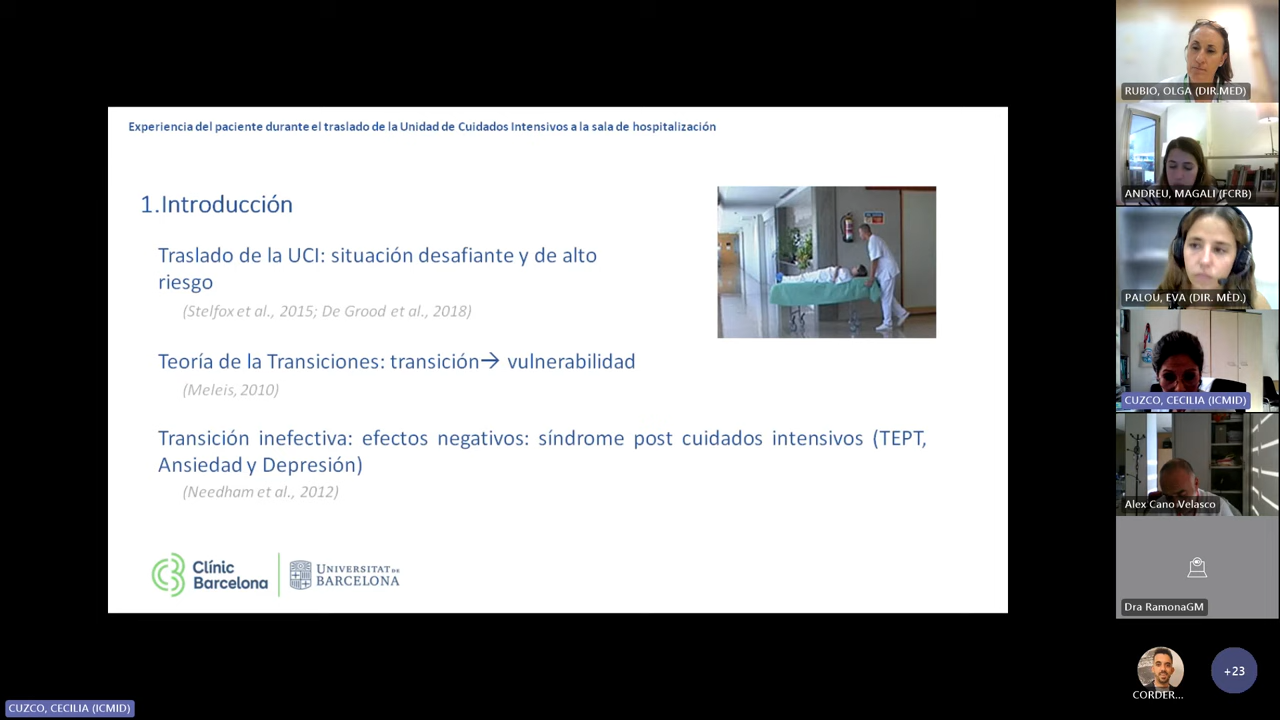 Experiencia del paciente durante el traslado de la Unidad de Cuidados Intensivos a la sala de hospitalización
1.Introducción
Traslado de la UCI: situación desafiante y de alto
riesgo
(Stelfox et al., 2015; De Grood et al., 2018)
Teoría de la Transiciones: transición→ vulnerabilidad
(Meleis, 2010)
Transición inefectiva: efectos negativos: síndrome post cuidados intensivos (TEPT,
Ansiedad y Depresión)
(Needham et al., 2012)
Clínic
Barcelona
UNIVERSITAT DE
BARCELONA
RUBIO, OLGA (DIR.MED)
ANDREU, MAGALI (FCRB)
PALOU, EVA (DIR. MÈD.)
CUZCO, CECILIA (ICMID)
Alex Cano Velasco
Dra RamonaGM
CORDER...
+23
CUZCO, CECILIA (ICMID)